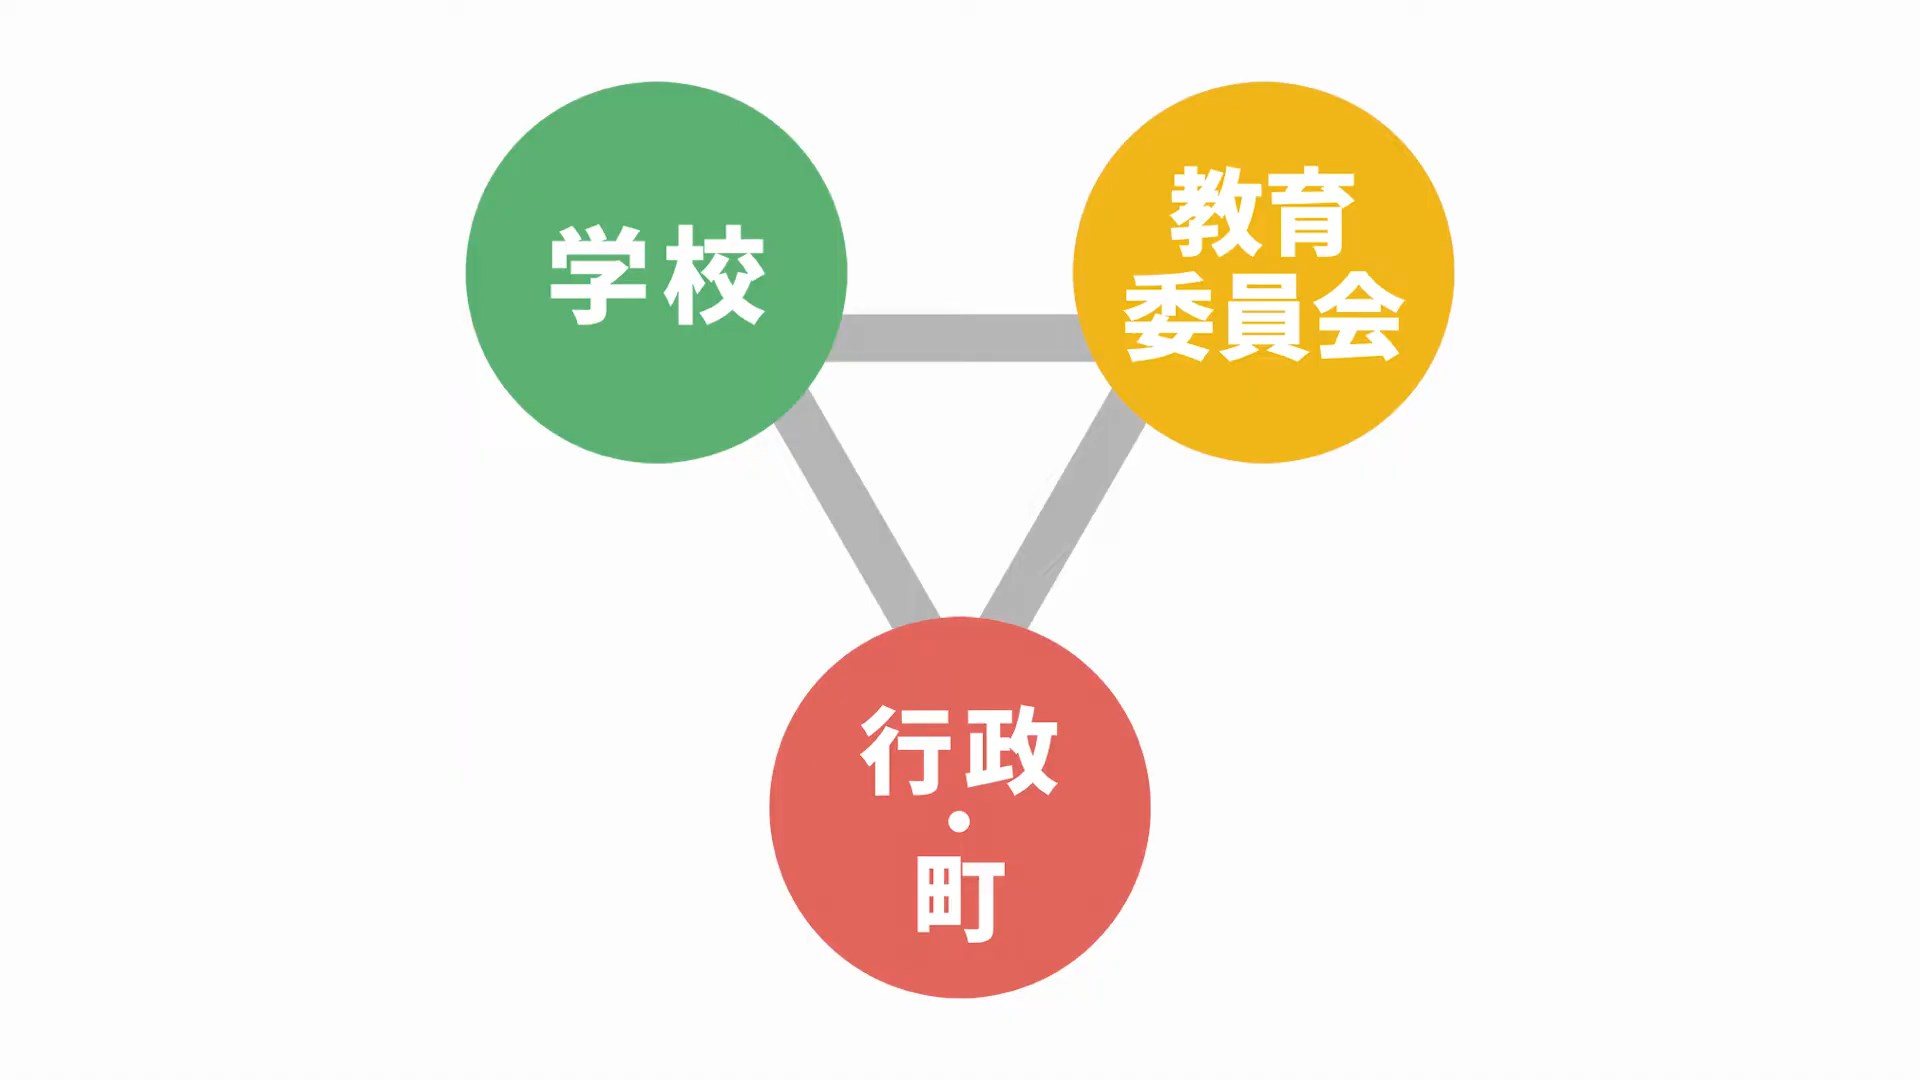 学校
教育
委員会
行政
・
町